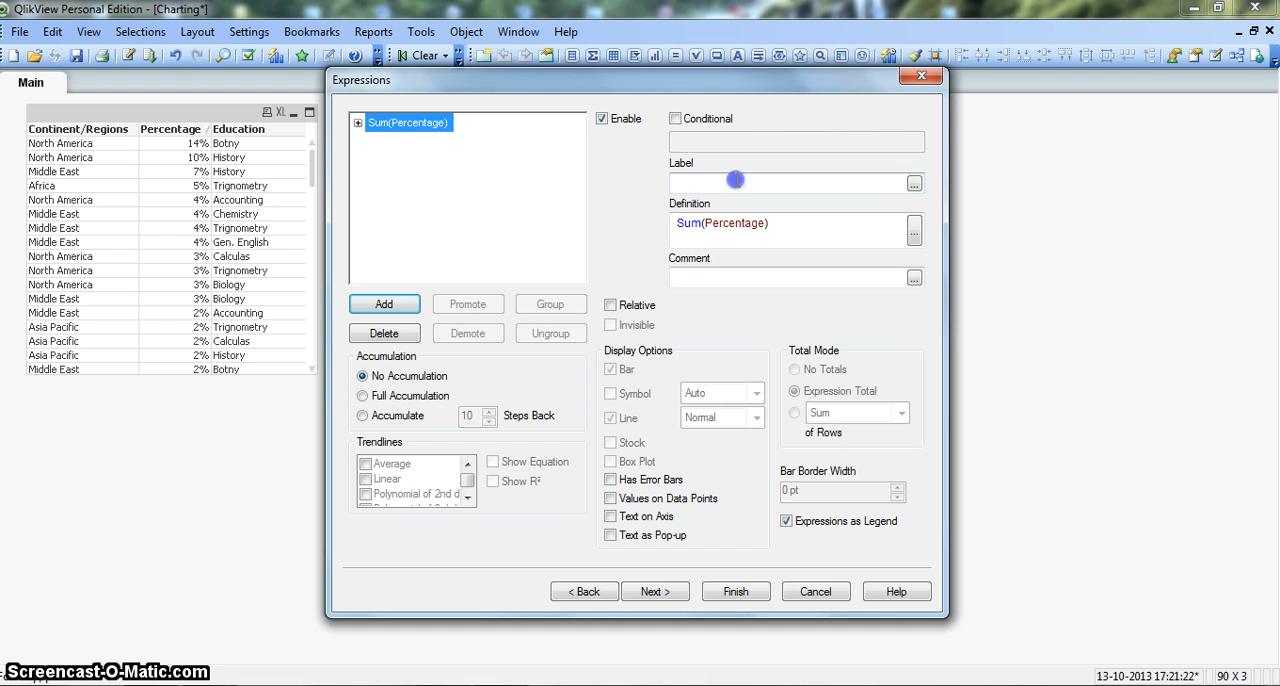 QlikView Personal Edition - [Charting*]
File Edit View Selections Layout Settings Bookmarks Reports Tools Object Window Help
Clear
Main
XL
Continent/Regions Percentage / Education
North America 14% Botny
North America 10% History
Middle East 7% History
Africa 5% Trignometry
North America 4% Accounting
Middle East 4% Chemistry
Middle East 4% Trignometry
Middle East 4% Gen. English
North America 3% Calculas
North America 3% Trignometry
North America 3% Biology
Middle East 3% Biology
Middle East 2% Accounting
Asia Pacific 2% Trignometry
Asia Pacific 2% Calculas
Asia Pacific 2% History
Middle East 2% Botny
Expressions
Sum(Percentage)
Add Promote Group
Delete Demote Ungroup
Accumulation
No Accumulation
Full Accumulation
Accumulate 10 Steps Back
Trendlines
Average
Linear
Polynomial of 2nd d
Show Equation
Show R²
Enable
Conditional
Label
Definition
Sum(Percentage)
Comment
Relative
Invisible
Display Options
Bar
Symbol Auto
Line Normal
Stock
Box Plot
Has Error Bars
Values on Data Points
Text on Axis
Text as Pop-up
Total Mode
No Totals
Expression Total
Sum
of Rows
Bar Border Width
0 pt
Expressions as Legend
< Back Next > Finish Cancel Help
Screencast-O-Matic.com
13-10-2013 17:21:22* 90 X 3